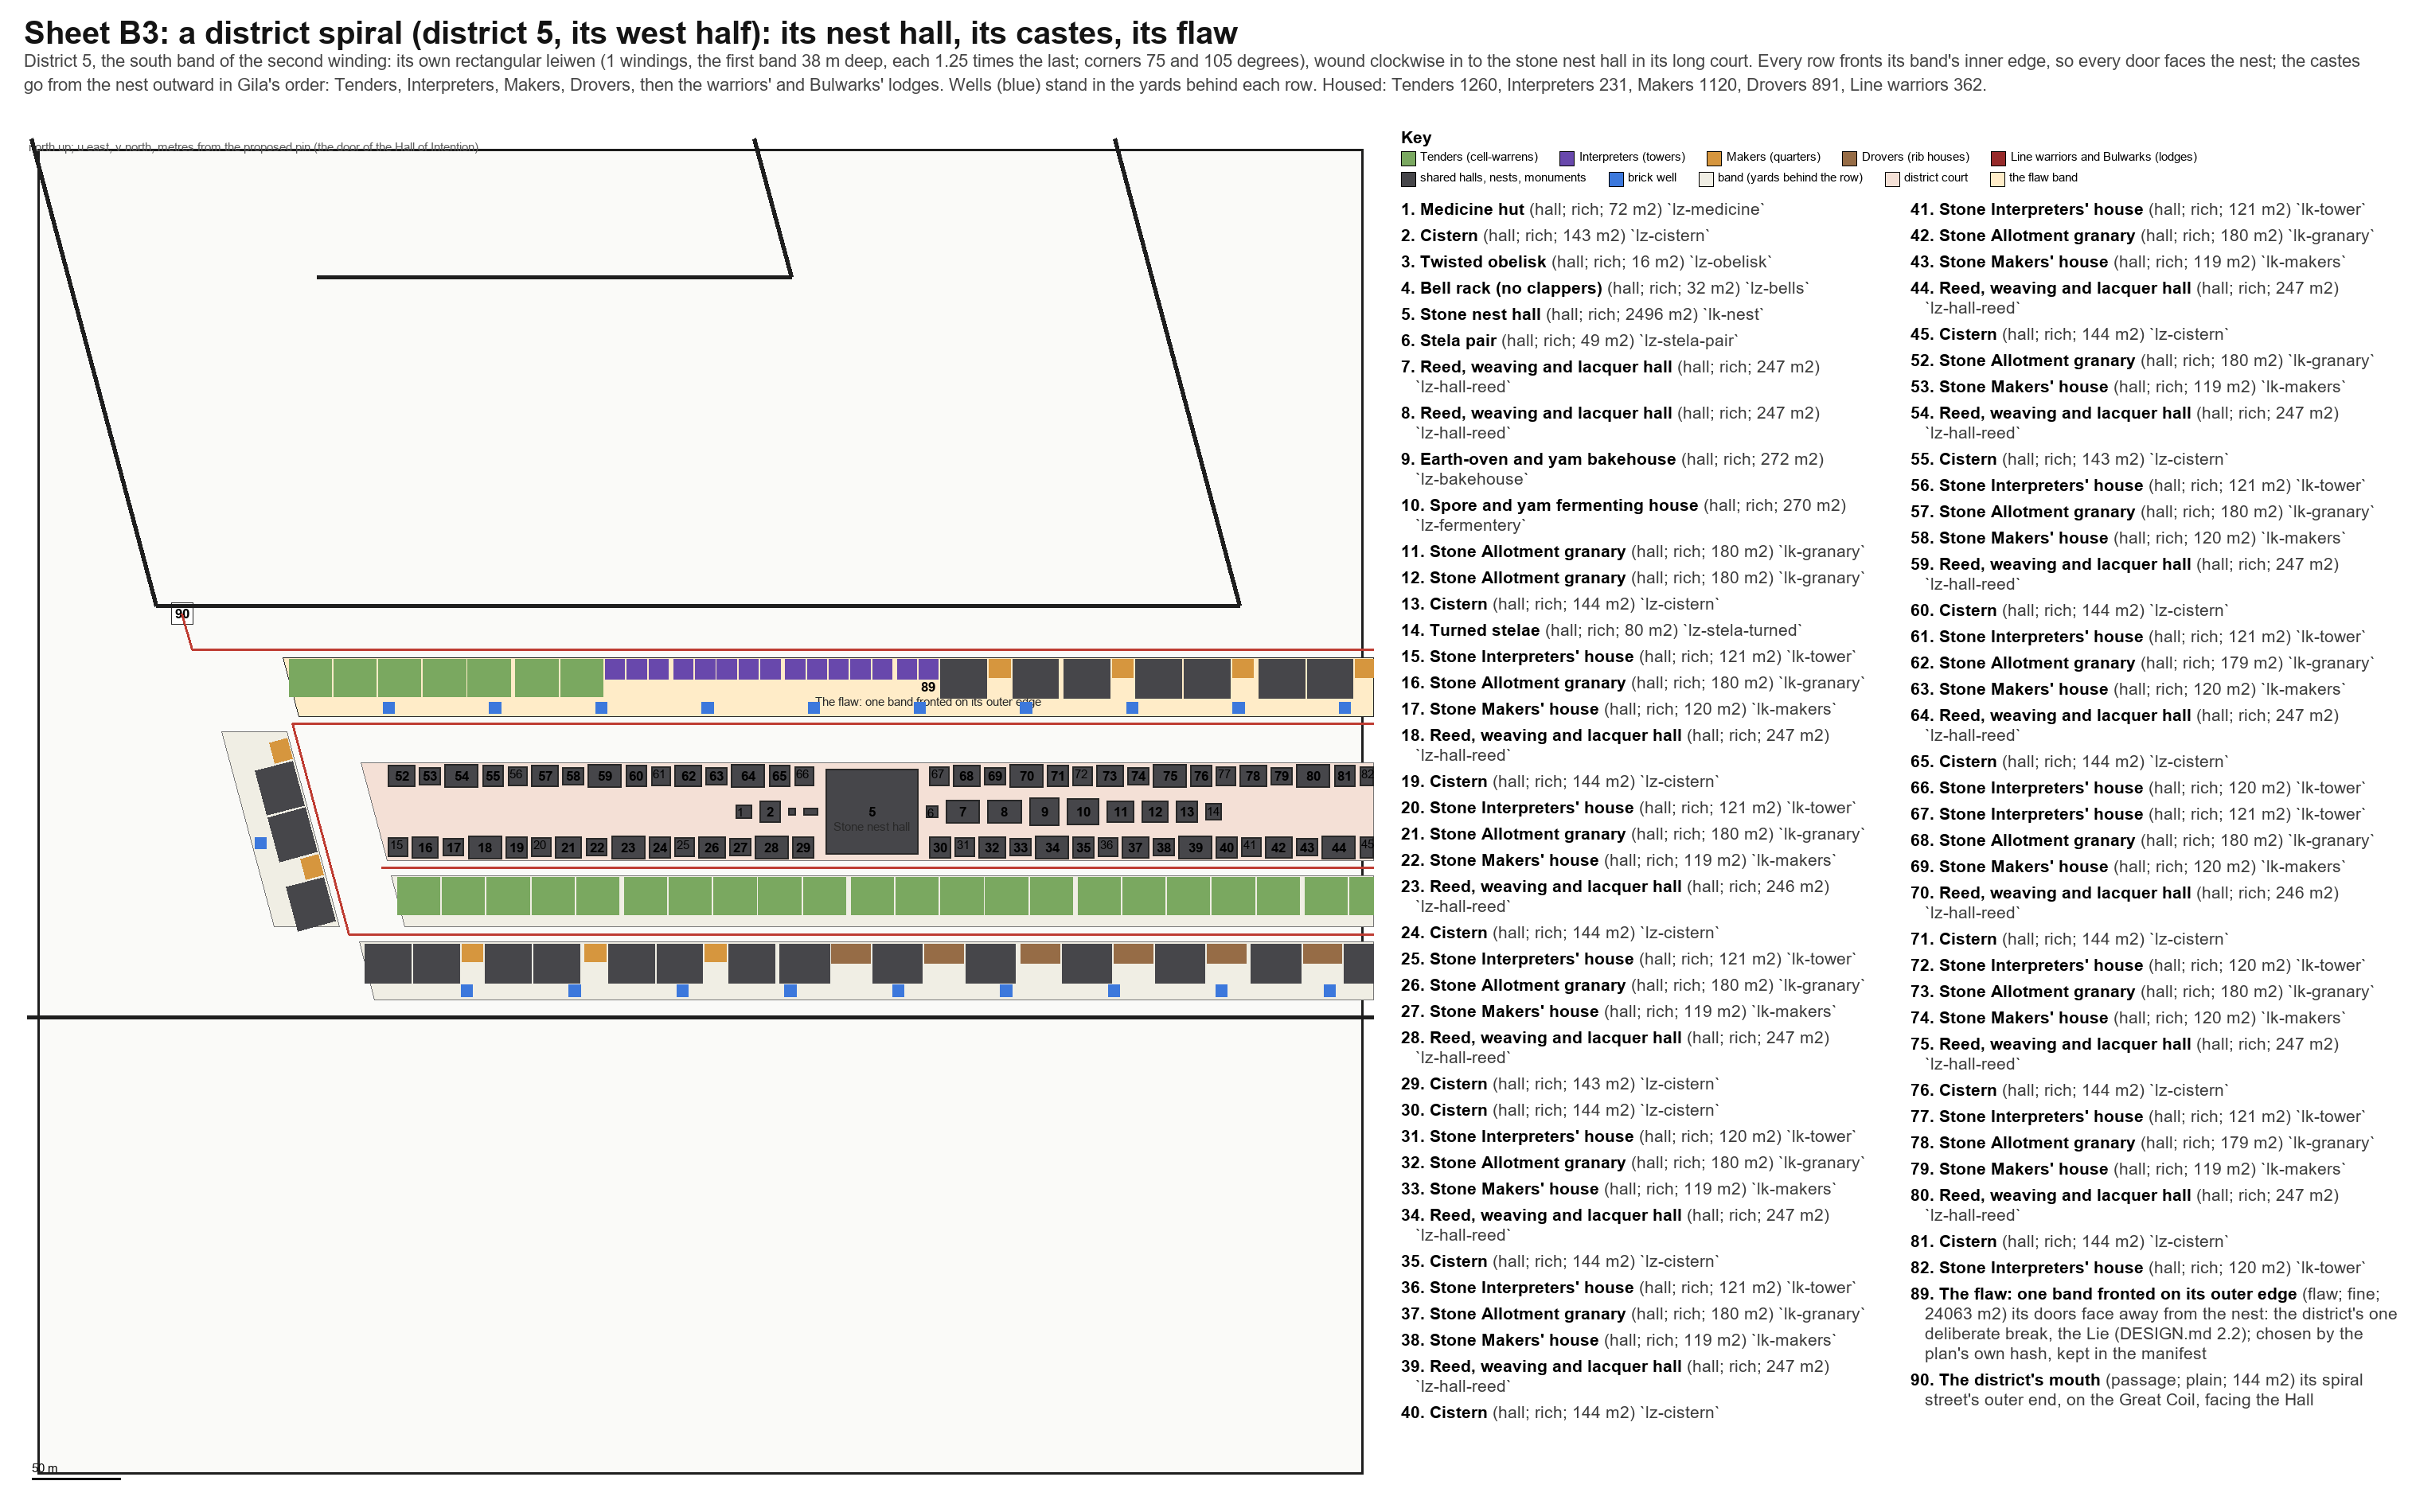 Sheet B3: a district spiral (district 5, its west half): its nest hall, its castes, its flaw
District 5, the south band of the second winding: its own rectangular leiwen (1 windings, the first band 38 m deep, each 1.25 times the last; corners 75 and 105 degrees), wound clockwise in to the stone nest hall in its long court. Every row fronts its band's inner edge, so every door faces the nest; the castes
go from the nest outward in Gila's order: Tenders, Interpreters, Makers, Drovers, then the warriors' and Bulwarks' lodges. Wells (blue) stand in the yards behind each row. Housed: Tenders 1260, Interpreters 231, Makers 1120, Drovers 891, Line warriors 362.
north up; u east, v north, metres from the proposed pin (the door of the Hall of Intention)
90
89
The flaw: one band fronted on its outer edge
52 53 54 55 56 57 58 59 60 61 62 63 64 65 66 67 68 69 70 71 72 73 74 75 76 77 78 79 80 81 82
1 2 5 6 7 8 9 10 11 12 13 14
Stone nest hall
15 16 17 18 19 20 21 22 23 24 25 26 27 28 29 30 31 32 33 34 35 36 37 38 39 40 41 42 43 44 45
50 m
Key
Tenders (cell-warrens) Interpreters (towers) Makers (quarters) Drovers (rib houses) Line warriors and Bulwarks (lodges)
shared halls, nests, monuments brick well band (yards behind the row) district court the flaw band
1. Medicine hut (hall; rich; 72 m2) `lz-medicine`
2. Cistern (hall; rich; 143 m2) `lz-cistern`
3. Twisted obelisk (hall; rich; 16 m2) `lz-obelisk`
4. Bell rack (no clappers) (hall; rich; 32 m2) `lz-bells`
5. Stone nest hall (hall; rich; 2496 m2) `lk-nest`
6. Stela pair (hall; rich; 49 m2) `lz-stela-pair`
7. Reed, weaving and lacquer hall (hall; rich; 247 m2)
`lz-hall-reed`
8. Reed, weaving and lacquer hall (hall; rich; 247 m2)
`lz-hall-reed`
9. Earth-oven and yam bakehouse (hall; rich; 272 m2)
`lz-bakehouse`
10. Spore and yam fermenting house (hall; rich; 270 m2)
`lz-fermentery`
11. Stone Allotment granary (hall; rich; 180 m2) `lk-granary`
12. Stone Allotment granary (hall; rich; 180 m2) `lk-granary`
13. Cistern (hall; rich; 144 m2) `lz-cistern`
14. Turned stelae (hall; rich; 80 m2) `lz-stela-turned`
15. Stone Interpreters' house (hall; rich; 121 m2) `lk-tower`
16. Stone Allotment granary (hall; rich; 180 m2) `lk-granary`
17. Stone Makers' house (hall; rich; 120 m2) `lk-makers`
18. Reed, weaving and lacquer hall (hall; rich; 247 m2)
`lz-hall-reed`
19. Cistern (hall; rich; 144 m2) `lz-cistern`
20. Stone Interpreters' house (hall; rich; 121 m2) `lk-tower`
21. Stone Allotment granary (hall; rich; 180 m2) `lk-granary`
22. Stone Makers' house (hall; rich; 119 m2) `lk-makers`
23. Reed, weaving and lacquer hall (hall; rich; 246 m2)
`lz-hall-reed`
24. Cistern (hall; rich; 144 m2) `lz-cistern`
25. Stone Interpreters' house (hall; rich; 121 m2) `lk-tower`
26. Stone Allotment granary (hall; rich; 180 m2) `lk-granary`
27. Stone Makers' house (hall; rich; 119 m2) `lk-makers`
28. Reed, weaving and lacquer hall (hall; rich; 247 m2)
`lz-hall-reed`
29. Cistern (hall; rich; 143 m2) `lz-cistern`
30. Cistern (hall; rich; 144 m2) `lz-cistern`
31. Stone Interpreters' house (hall; rich; 120 m2) `lk-tower`
32. Stone Allotment granary (hall; rich; 180 m2) `lk-granary`
33. Stone Makers' house (hall; rich; 119 m2) `lk-makers`
34. Reed, weaving and lacquer hall (hall; rich; 247 m2)
`lz-hall-reed`
35. Cistern (hall; rich; 144 m2) `lz-cistern`
36. Stone Interpreters' house (hall; rich; 121 m2) `lk-tower`
37. Stone Allotment granary (hall; rich; 180 m2) `lk-granary`
38. Stone Makers' house (hall; rich; 119 m2) `lk-makers`
39. Reed, weaving and lacquer hall (hall; rich; 247 m2)
`lz-hall-reed`
40. Cistern (hall; rich; 144 m2) `lz-cistern`
41. Stone Interpreters' house (hall; rich; 121 m2) `lk-tower`
42. Stone Allotment granary (hall; rich; 180 m2) `lk-granary`
43. Stone Makers' house (hall; rich; 119 m2) `lk-makers`
44. Reed, weaving and lacquer hall (hall; rich; 247 m2)
`lz-hall-reed`
45. Cistern (hall; rich; 144 m2) `lz-cistern`
52. Stone Allotment granary (hall; rich; 180 m2) `lk-granary`
53. Stone Makers' house (hall; rich; 119 m2) `lk-makers`
54. Reed, weaving and lacquer hall (hall; rich; 247 m2)
`lz-hall-reed`
55. Cistern (hall; rich; 143 m2) `lz-cistern`
56. Stone Interpreters' house (hall; rich; 121 m2) `lk-tower`
57. Stone Allotment granary (hall; rich; 180 m2) `lk-granary`
58. Stone Makers' house (hall; rich; 120 m2) `lk-makers`
59. Reed, weaving and lacquer hall (hall; rich; 247 m2)
`lz-hall-reed`
60. Cistern (hall; rich; 144 m2) `lz-cistern`
61. Stone Interpreters' house (hall; rich; 121 m2) `lk-tower`
62. Stone Allotment granary (hall; rich; 179 m2) `lk-granary`
63. Stone Makers' house (hall; rich; 120 m2) `lk-makers`
64. Reed, weaving and lacquer hall (hall; rich; 247 m2)
`lz-hall-reed`
65. Cistern (hall; rich; 144 m2) `lz-cistern`
66. Stone Interpreters' house (hall; rich; 120 m2) `lk-tower`
67. Stone Interpreters' house (hall; rich; 121 m2) `lk-tower`
68. Stone Allotment granary (hall; rich; 180 m2) `lk-granary`
69. Stone Makers' house (hall; rich; 120 m2) `lk-makers`
70. Reed, weaving and lacquer hall (hall; rich; 246 m2)
`lz-hall-reed`
71. Cistern (hall; rich; 144 m2) `lz-cistern`
72. Stone Interpreters' house (hall; rich; 120 m2) `lk-tower`
73. Stone Allotment granary (hall; rich; 180 m2) `lk-granary`
74. Stone Makers' house (hall; rich; 120 m2) `lk-makers`
75. Reed, weaving and lacquer hall (hall; rich; 247 m2)
`lz-hall-reed`
76. Cistern (hall; rich; 144 m2) `lz-cistern`
77. Stone Interpreters' house (hall; rich; 121 m2) `lk-tower`
78. Stone Allotment granary (hall; rich; 179 m2) `lk-granary`
79. Stone Makers' house (hall; rich; 119 m2) `lk-makers`
80. Reed, weaving and lacquer hall (hall; rich; 247 m2)
`lz-hall-reed`
81. Cistern (hall; rich; 144 m2) `lz-cistern`
82. Stone Interpreters' house (hall; rich; 120 m2) `lk-tower`
89. The flaw: one band fronted on its outer edge (flaw; fine;
24063 m2) its doors face away from the nest: the district's one
deliberate break, the Lie (DESIGN.md 2.2); chosen by the
plan's own hash, kept in the manifest
90. The district's mouth (passage; plain; 144 m2) its spiral
street's outer end, on the Great Coil, facing the Hall